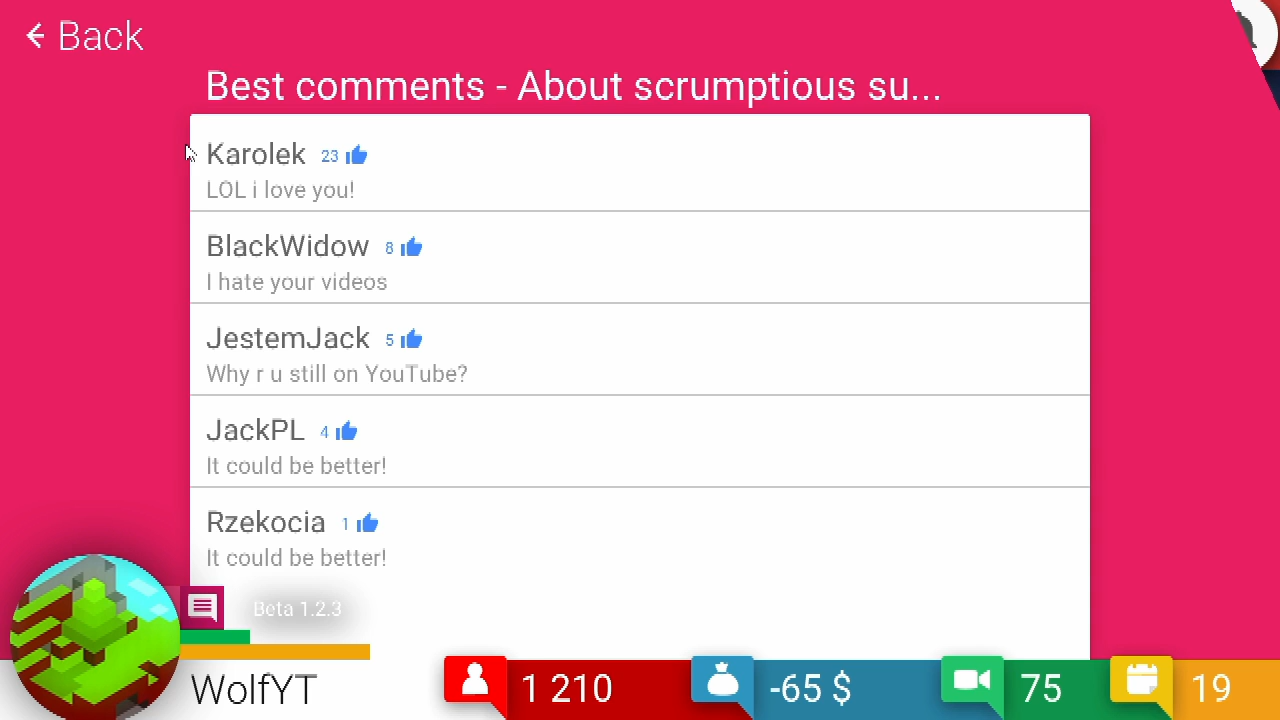 Back
Best comments - About scrumptious su...
Karolek 23
LOL i love you!
BlackWidow 8
I hate your videos
JestemJack 5
Why r u still on YouTube?
JackPL 4
It could be better!
Rzekocia 1
It could be better!
Beta 1.2.3
WolfYT
1 210
-65 $
75
19